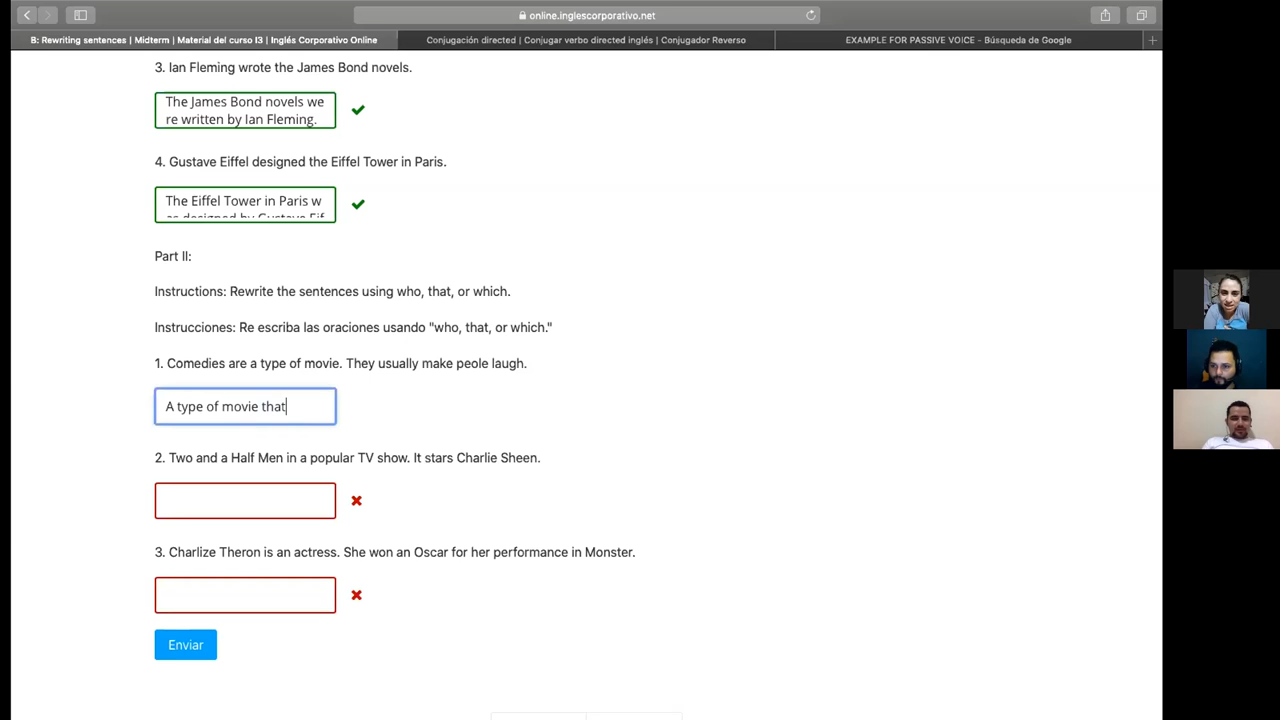 online.inglescorporativo.net
B: Rewriting sentences | Midterm | Material del curso I3 | Inglés Corporativo Online
Conjugación directed | Conjugar verbo directed inglés | Conjugador Reverso
EXAMPLE FOR PASSIVE VOICE - Búsqueda de Google
3. Ian Fleming wrote the James Bond novels.
The James Bond novels we
re written by Ian Fleming.
4. Gustave Eiffel designed the Eiffel Tower in Paris.
The Eiffel Tower in Paris w
as designed by Gustave Eif
Part II:
Instructions: Rewrite the sentences using who, that, or which.
Instrucciones: Re escriba las oraciones usando "who, that, or which."
1. Comedies are a type of movie. They usually make peole laugh.
A type of movie that
2. Two and a Half Men in a popular TV show. It stars Charlie Sheen.
3. Charlize Theron is an actress. She won an Oscar for her performance in Monster.
Enviar